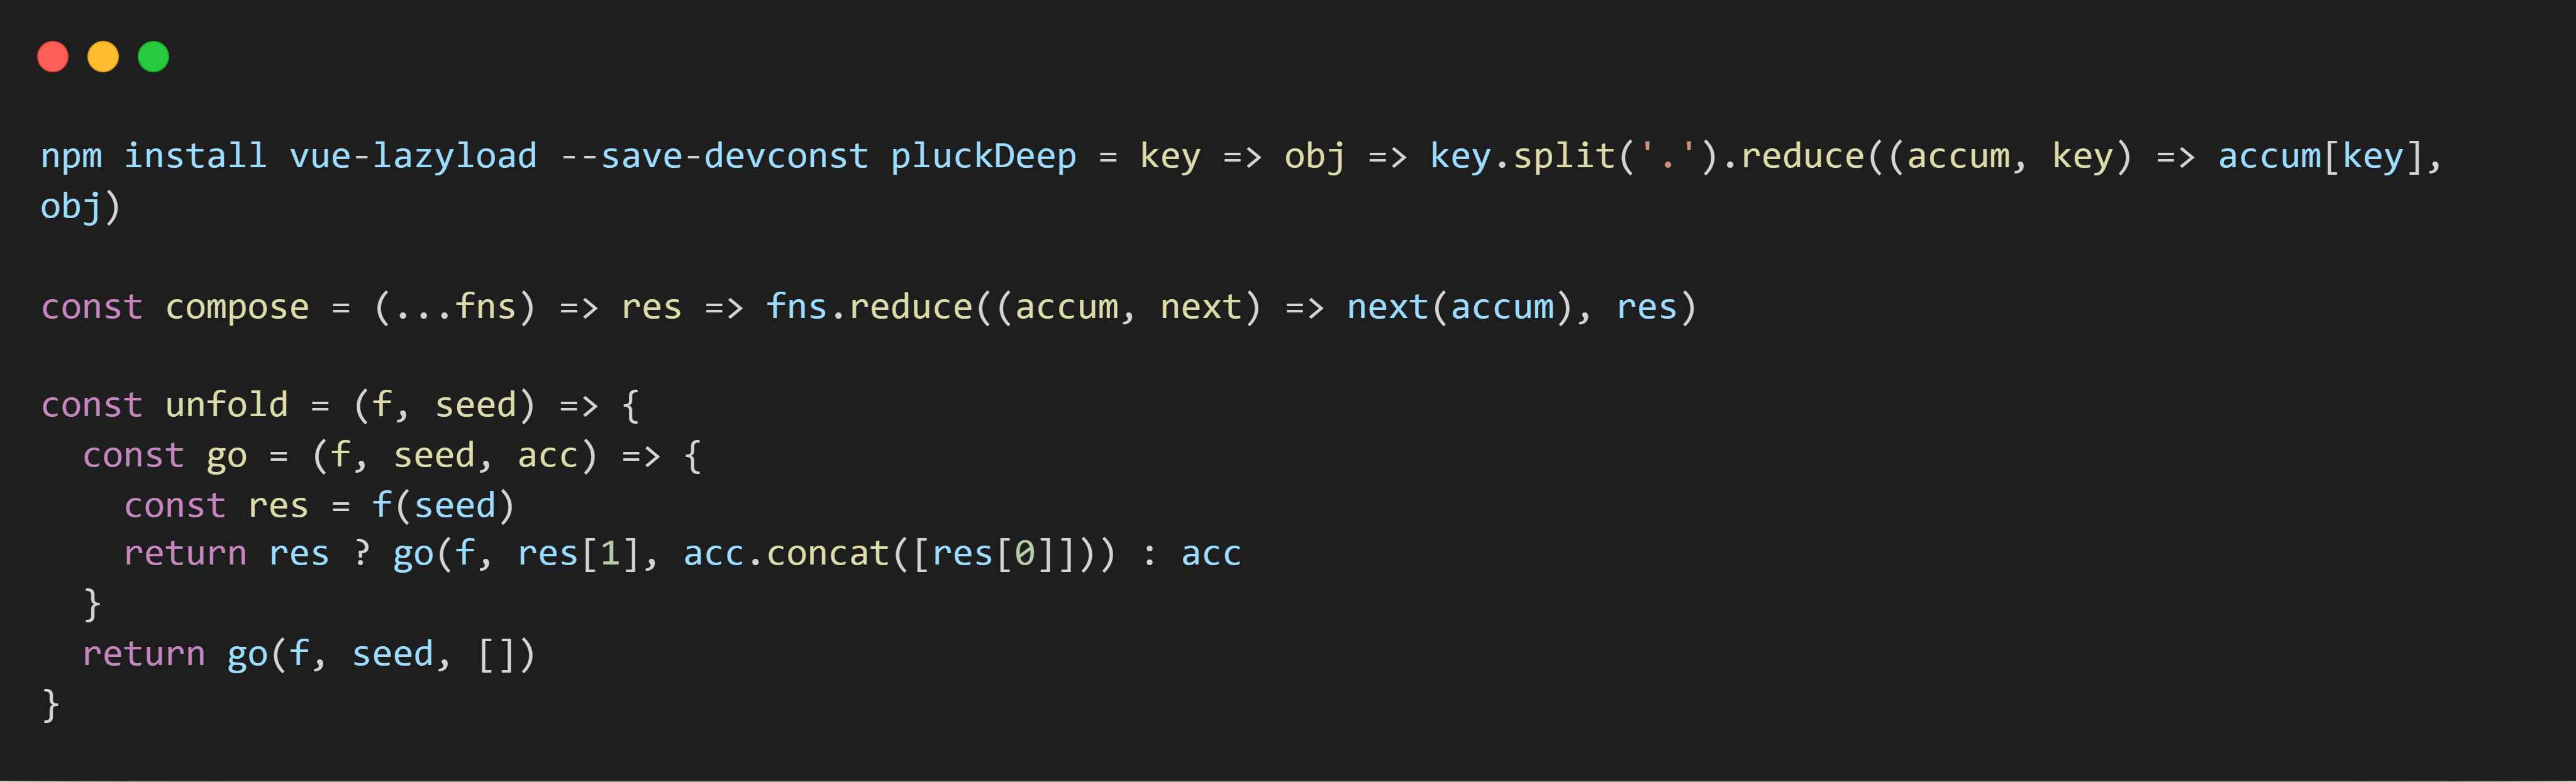 npm install vue-lazyload --save-devconst pluckDeep = key => obj => key.split('.').reduce((accum, key) => accum[key],
obj)
const compose = (...fns) => res => fns.reduce((accum, next) => next(accum), res)
const unfold = (f, seed) => {
  const go = (f, seed, acc) => {
    const res = f(seed)
    return res ? go(f, res[1], acc.concat([res[0]])) : acc
  }
  return go(f, seed, [])
}